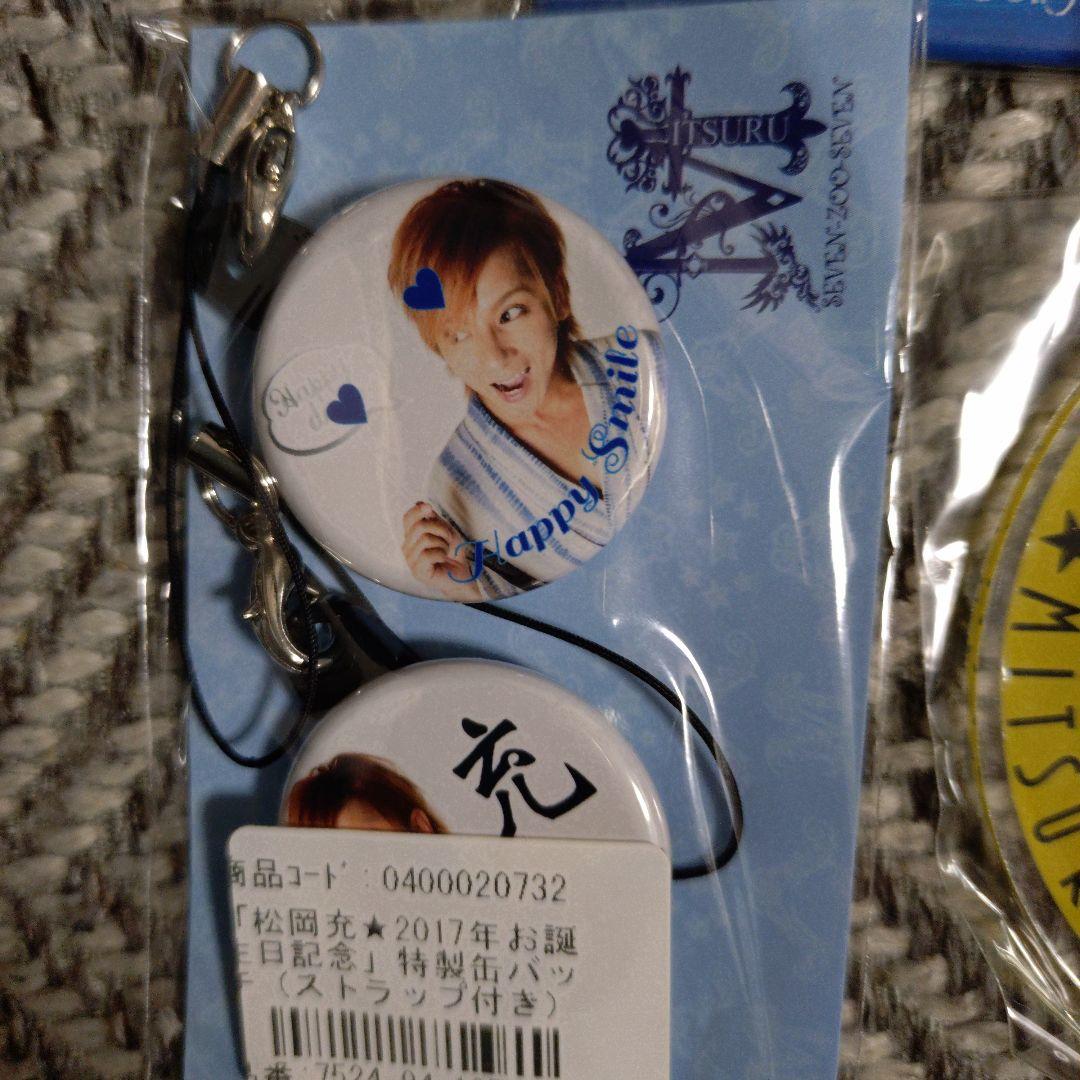 MITSURU
SEVEN-ZOO-SEVEN
Happy Smile
充
商品コード:0400020732
「松岡充★2017年お誕
生日記念」特製缶バッ
チ(ストラップ付き)
★MITSUR